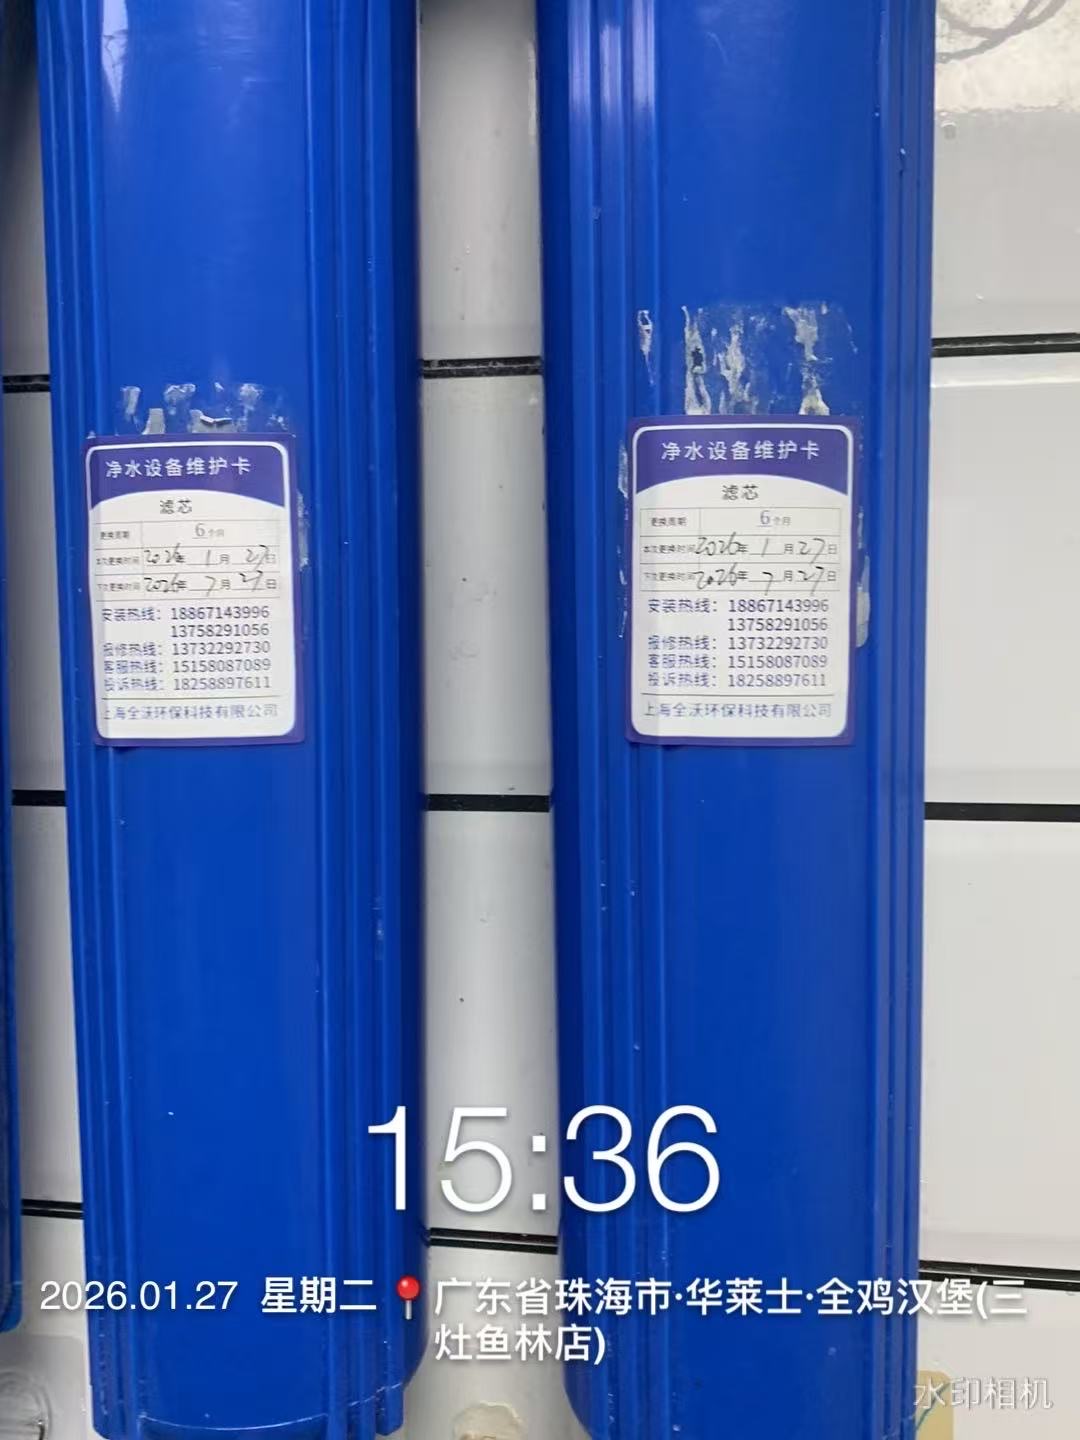 净水设备维护卡
滤芯
更换周期 6个月
本次更换时间 2026年 1月 27日
下次更换时间 2026年 7月 27日
安装热线：18867143996
13758291056
报修热线：13732292730
客服热线：15158087089
投诉热线：18258897611
上海全沃环保科技有限公司
净水设备维护卡
滤芯
更换周期 6个月
本次更换时间 2026年 1月 27日
下次更换时间 2026年 7月 27日
安装热线：18867143996
13758291056
报修热线：13732292730
客服热线：15158087089
投诉热线：18258897611
上海全沃环保科技有限公司
15:36
2026.01.27 星期二 广东省珠海市·华莱士·全鸡汉堡(三
灶鱼林店)
水印相机